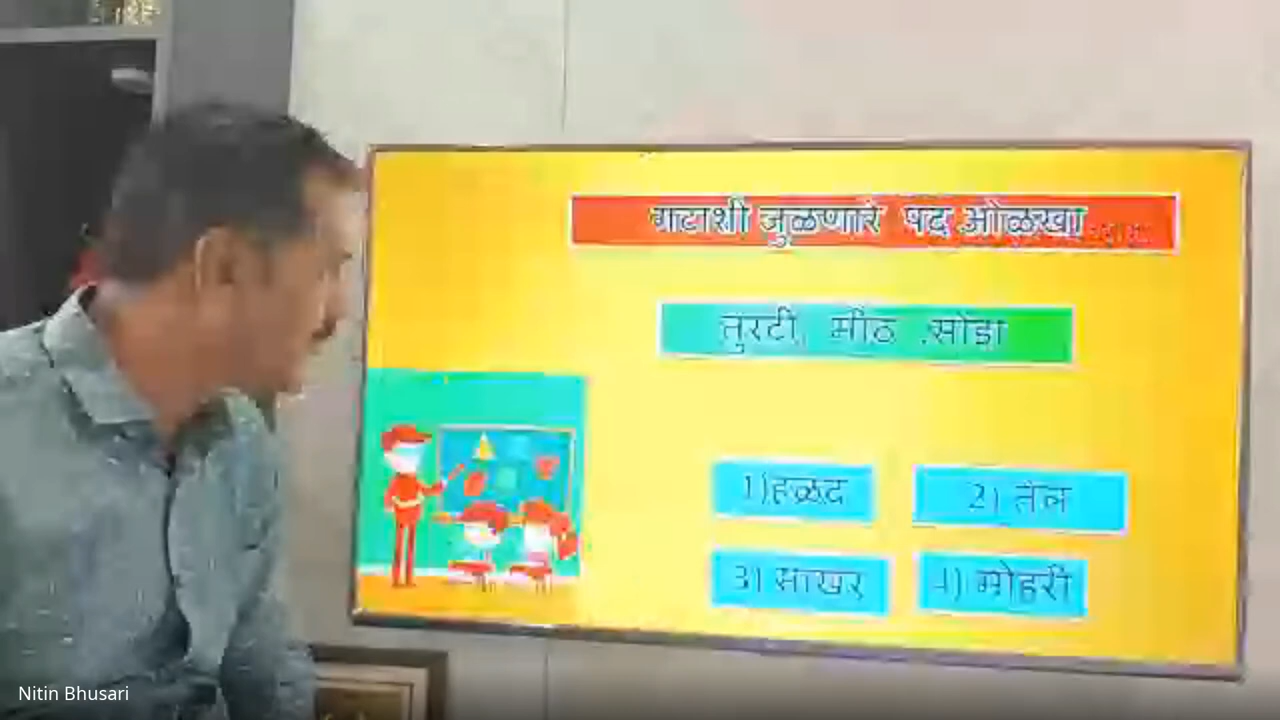 गटाशी जुळणारे पद ओळखा
तुरटी, मीठ ,सोडा
1)हळद
2) तेल
3) साखर
4) मोहरी
Nitin Bhusari